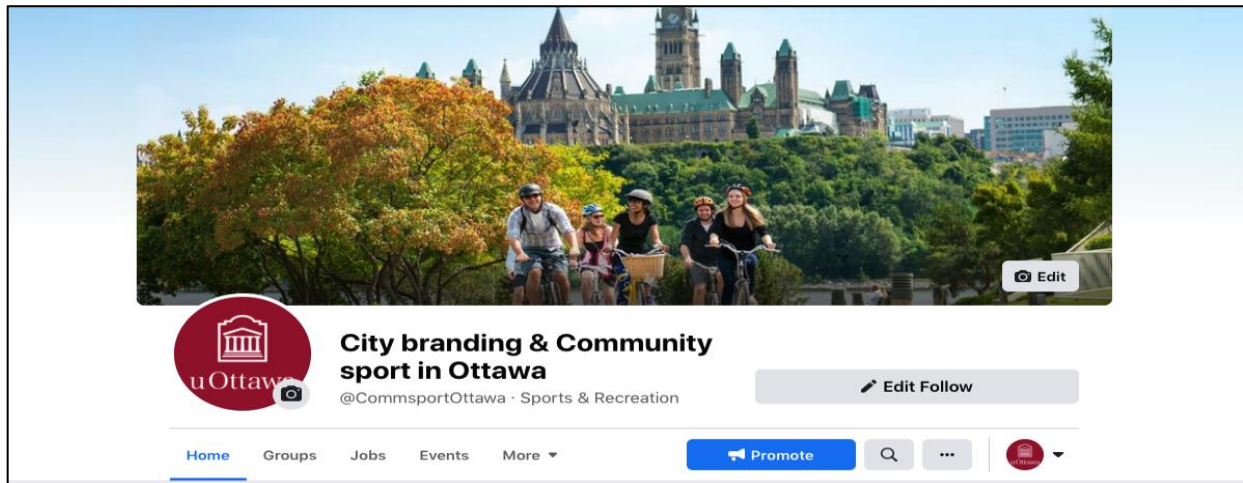 Edit
City branding & Community
sport in Ottawa
@CommsportOttawa · Sports & Recreation
Edit Follow
uOttawa
Home Groups Jobs Events More
Promote
uOttawa